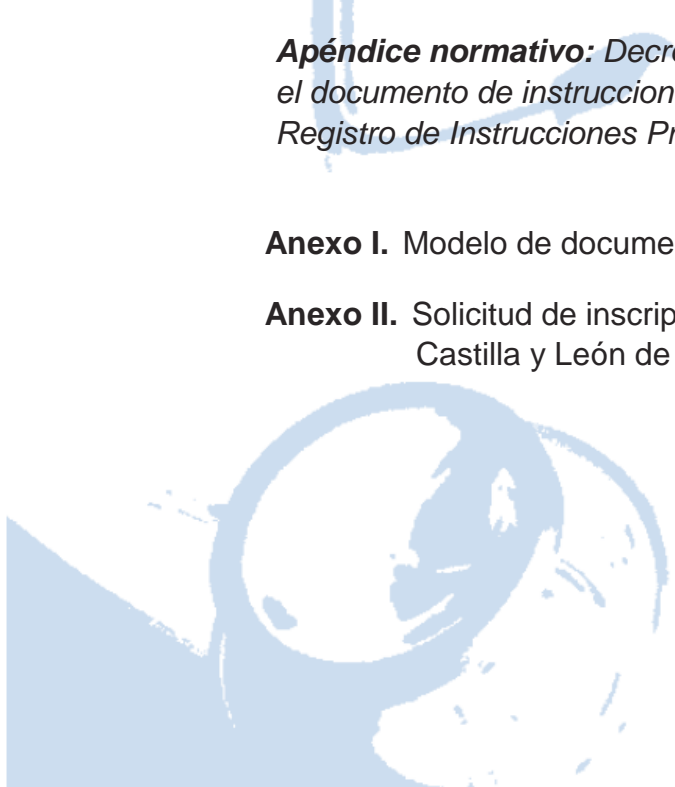 Apéndice normativo: Decre
el documento de instruccion
Registro de Instrucciones Pr
Anexo I. Modelo de docume
Anexo II. Solicitud de inscrip
Castilla y León de